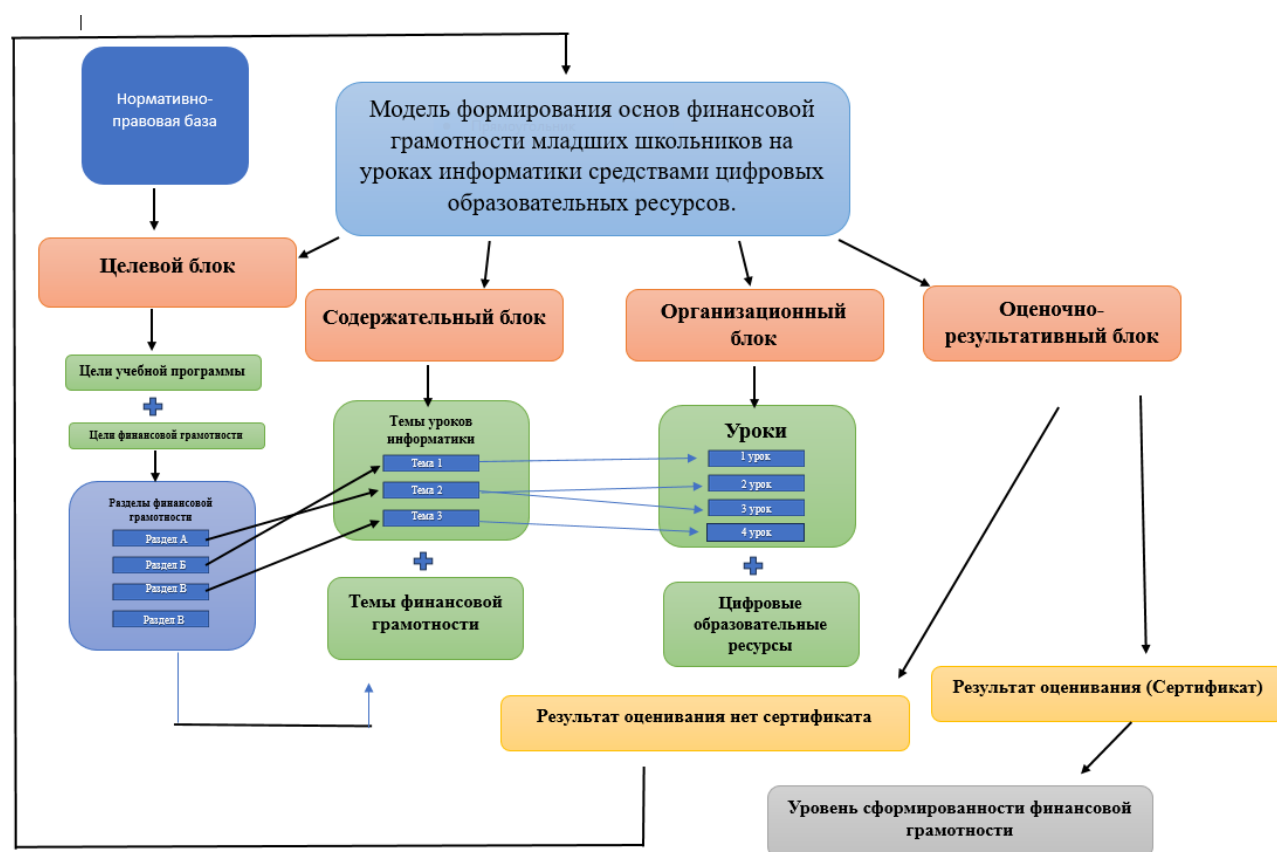 Нормативно-
правовая база
Модель формирования основ финансовой
грамотности младших школьников на
уроках информатики средствами цифровых
образовательных ресурсов.
Целевой блок
Содержательный блок
Организационный
блок
Оценочно-
результативный блок
Цели учебной программы
Цели финансовой грамотности
Разделы финансовой
грамотности
Раздел А
Раздел Б
Раздел В
Раздел В
Темы уроков
информатики
Тема 1
Тема 2
Тема 3
Темы финансовой
грамотности
Уроки
1 урок
2 урок
3 урок
4 урок
Цифровые
образовательные
ресурсы
Результат оценивания нет сертификата
Результат оценивания (Сертификат)
Уровень сформированности финансовой
грамотности